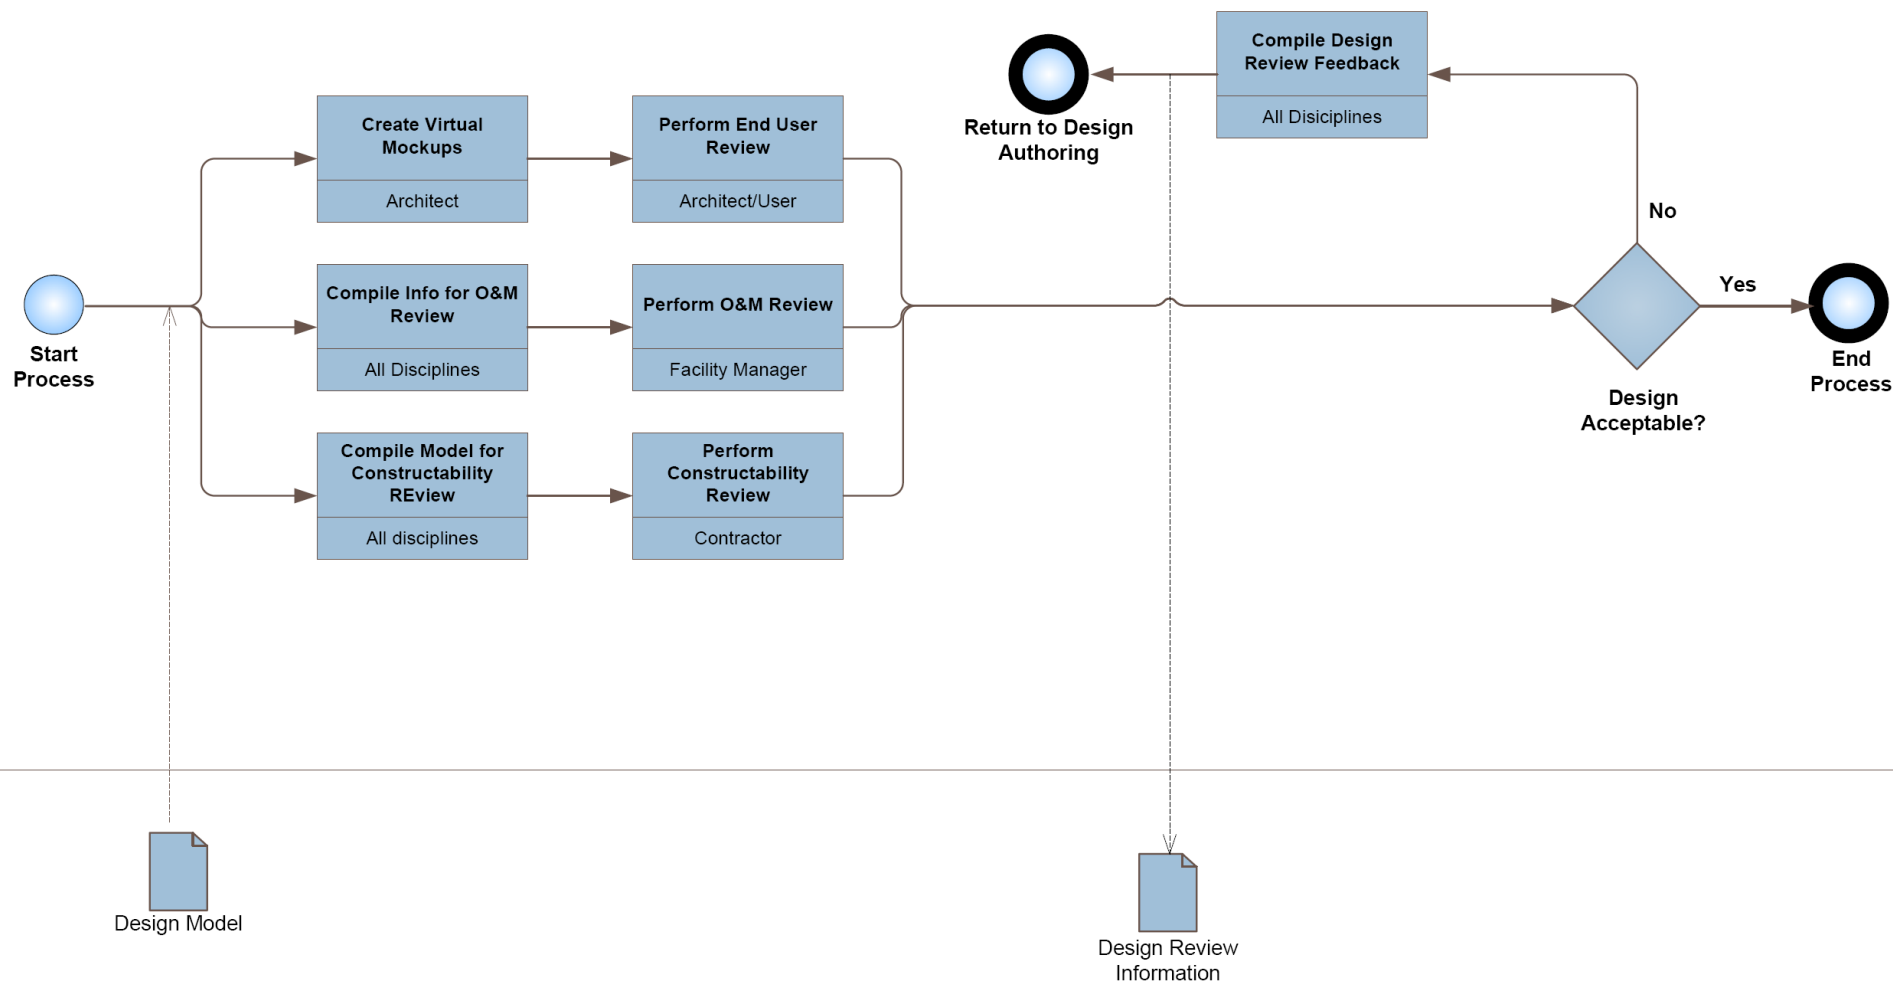 Compile Design
Review Feedback
All Disiciplines
Return to Design
Authoring
Create Virtual
Mockups
Architect
Perform End User
Review
Architect/User
No
Start
Process
Compile Info for O&M
Review
All Disciplines
Perform O&M Review
Facility Manager
Yes
End
Process
Design
Acceptable?
Compile Model for
Constructability
REview
All disciplines
Perform
Constructability
Review
Contractor
Design Model
Design Review
Information